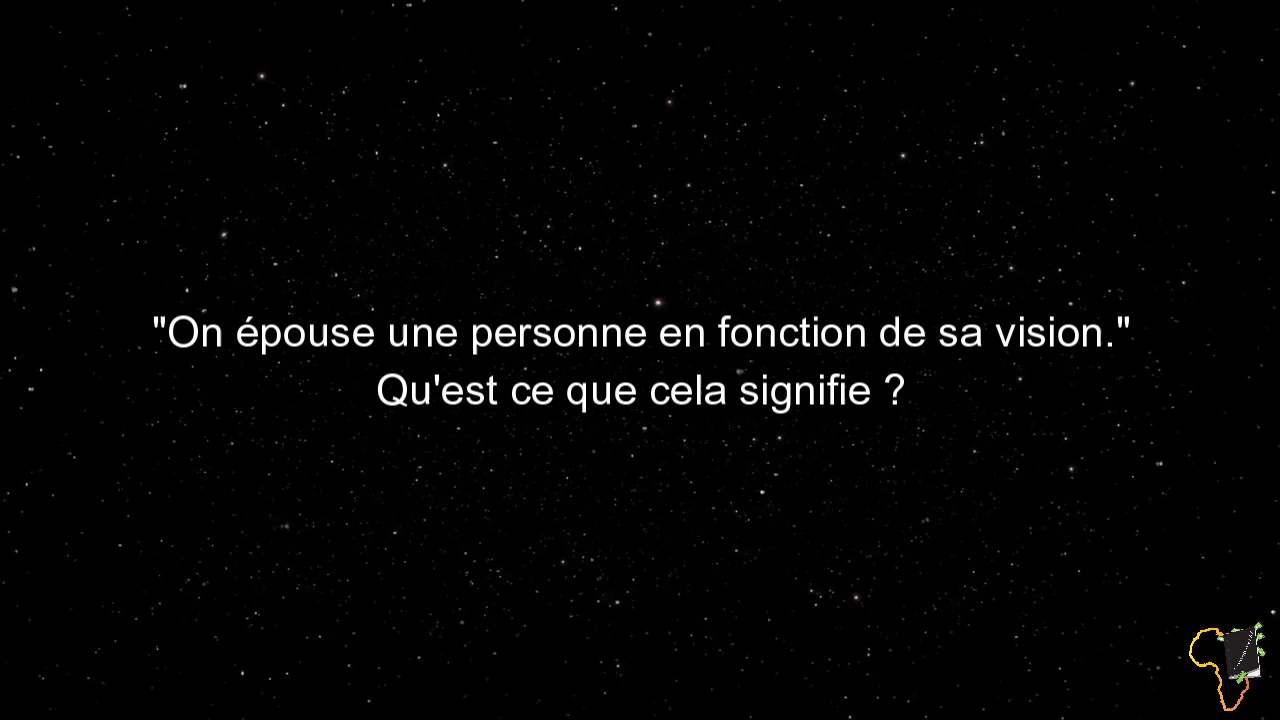 "On épouse une personne en fonction de sa vision."
Qu'est ce que cela signifie ?